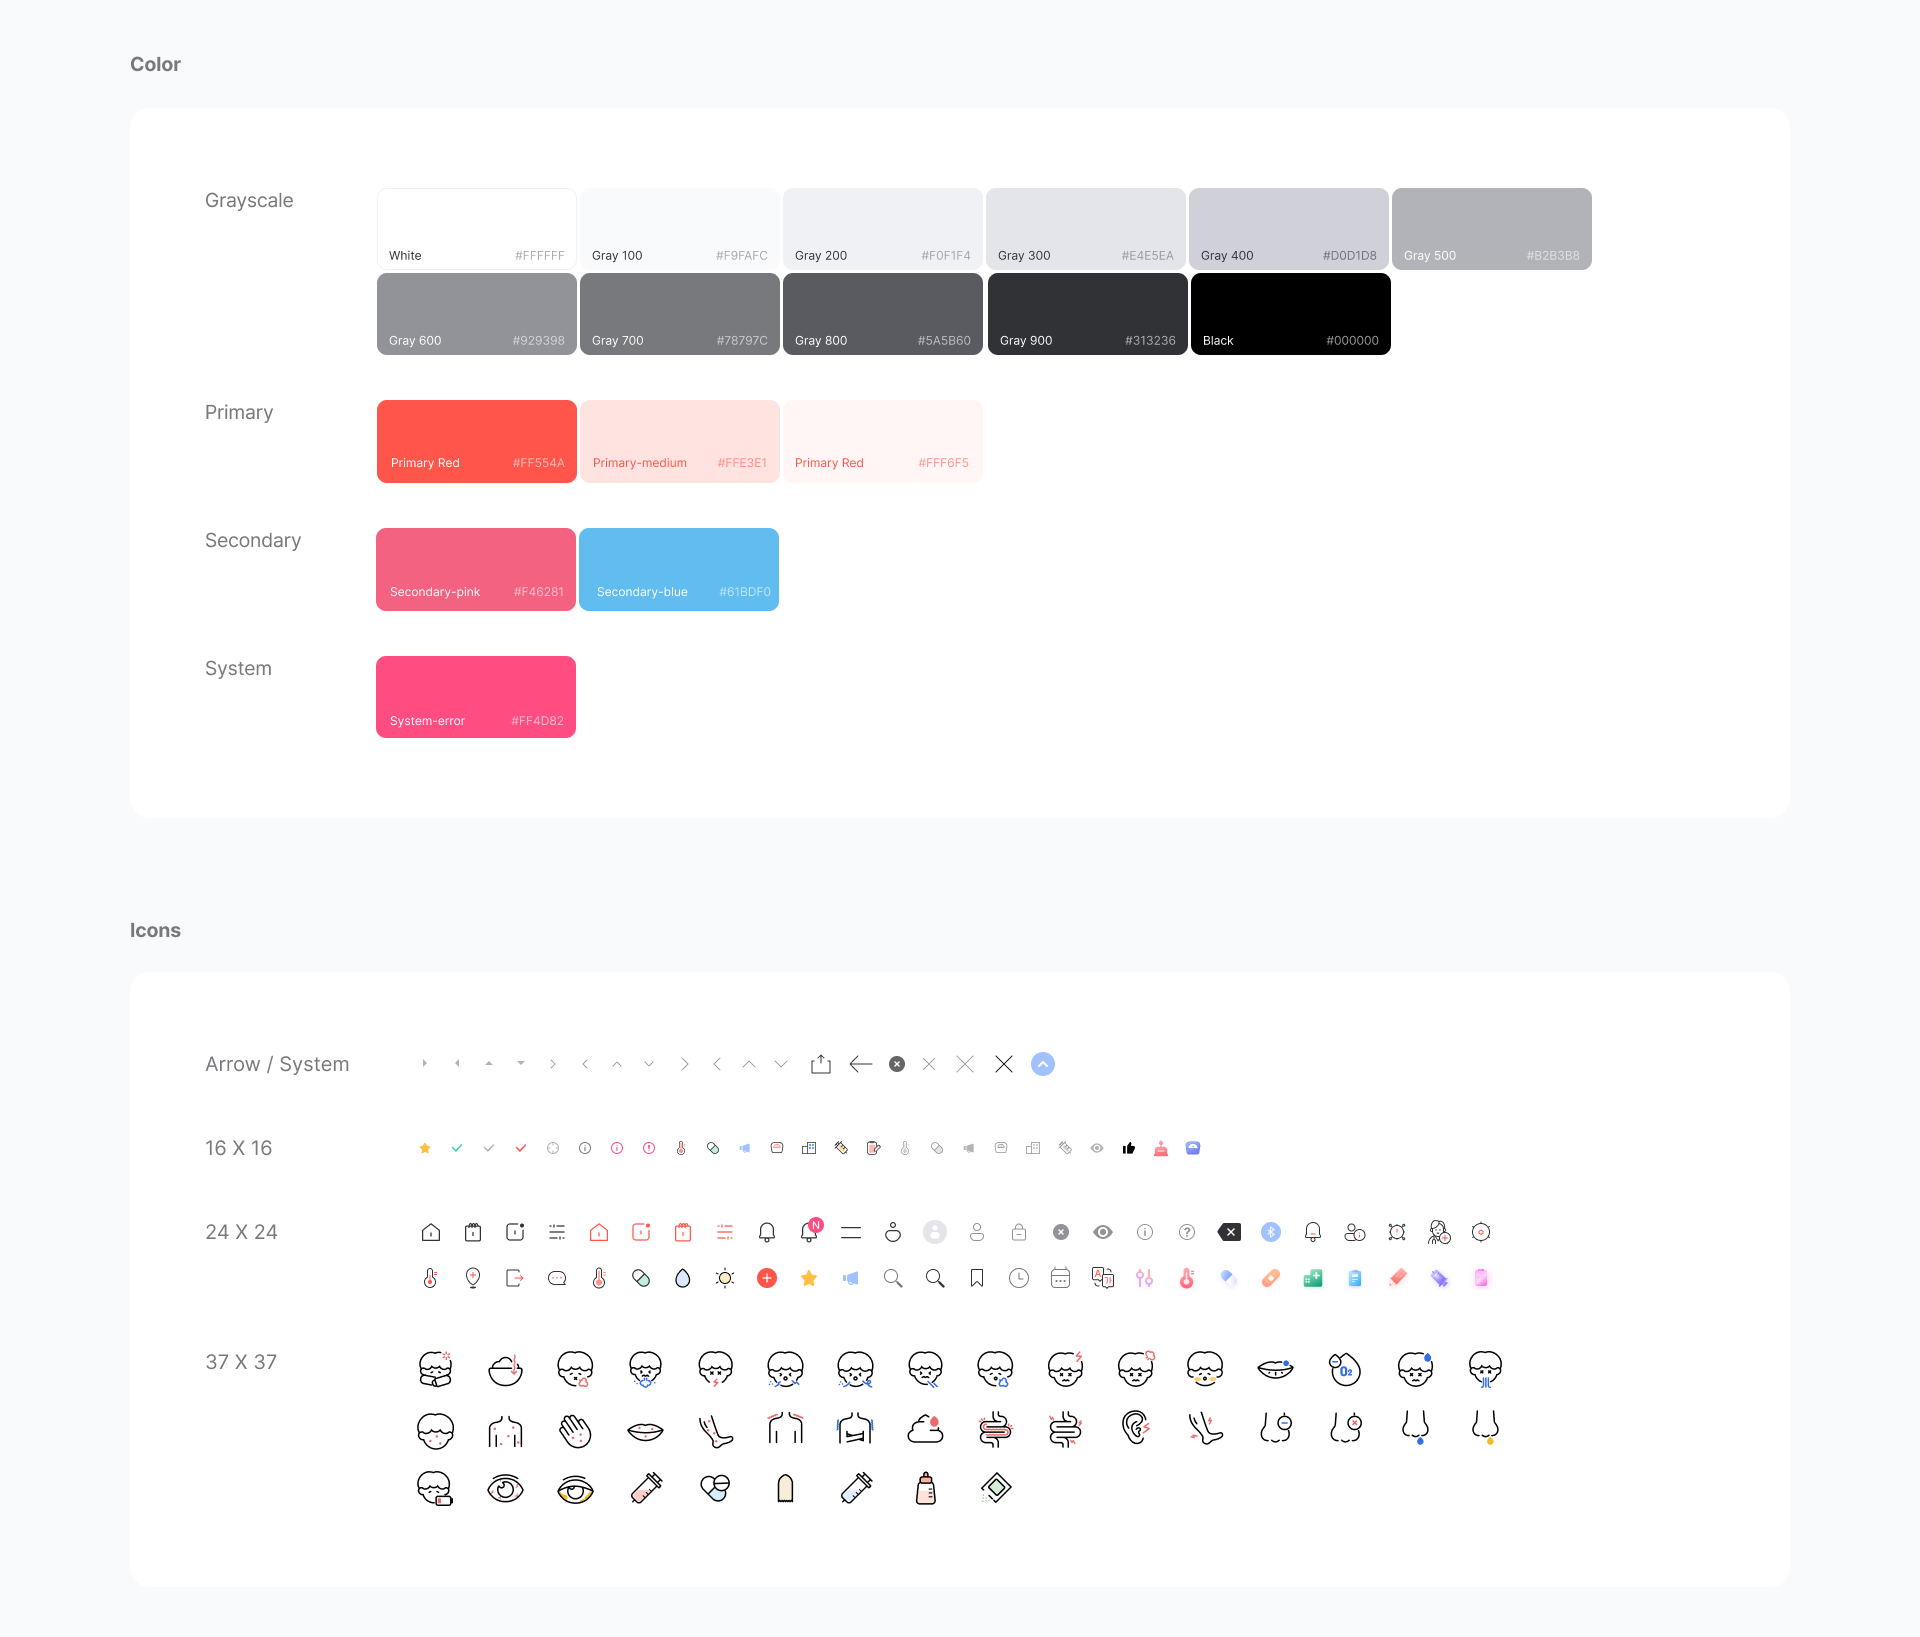 Color
Grayscale
White #FFFFFF Gray 100 #F9FAFC Gray 200 #F0F1F4 Gray 300 #E4E5EA Gray 400 #D0D1D8 Gray 500 #B2B3B8
Gray 600 #929398 Gray 700 #78797C Gray 800 #5A5B60 Gray 900 #313236 Black #000000
Primary
Primary Red #FF554A Primary-medium #FFE3E1 Primary Red #FFF6F5
Secondary
Secondary-pink #F46281 Secondary-blue #61BDF0
System
System-error #FF4D82
Icons
Arrow / System
16 X 16
24 X 24
N
37 X 37
O2